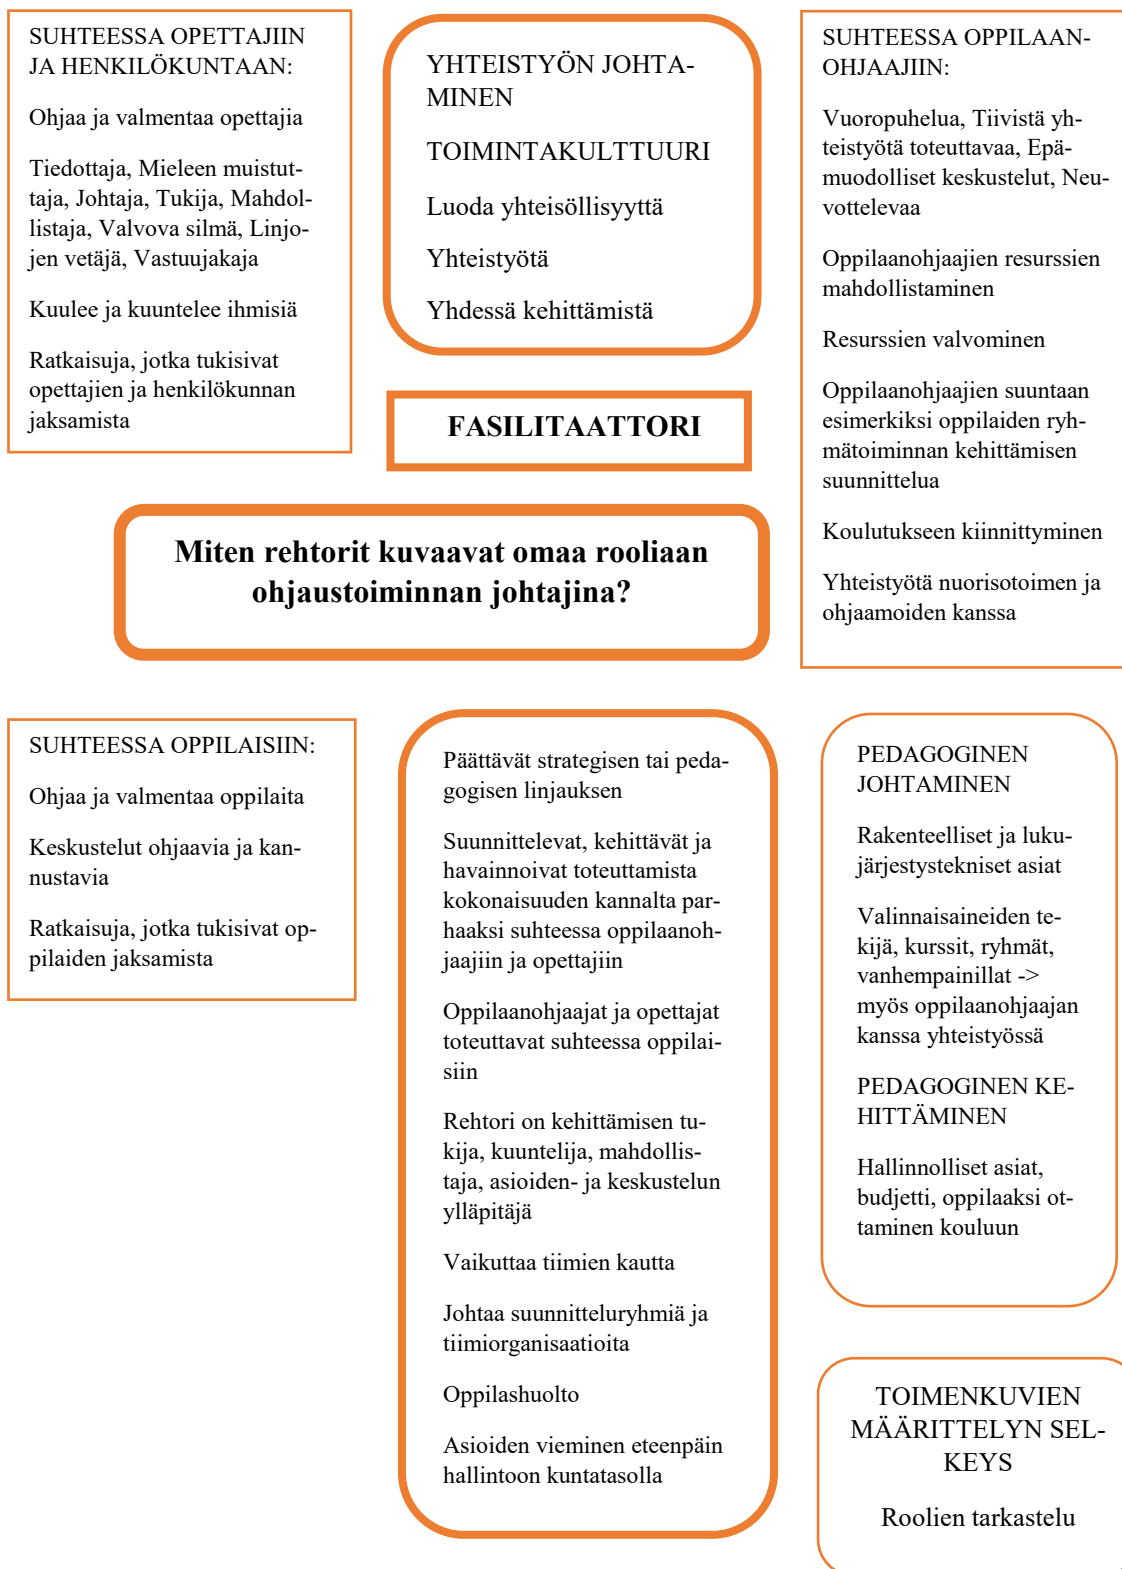 SUHTEESSA OPETTAJIIN
JA HENKILÖKUNTAAN:
Ohjaa ja valmentaa opettajia
Tiedottaja, Mieleen muistut-
taja, Johtaja, Tukija, Mahdol-
listaja, Valvova silmä, Linjo-
jen vetäjä, Vastuujakaja
Kuulee ja kuuntelee ihmisiä
Ratkaisuja, jotka tukisivat
opettajien ja henkilökunnan
jaksamista
YHTEISTYÖN JOHTA-
MINEN
TOIMINTAKULTTUURI
Luoda yhteisöllisyyttä
Yhteistyötä
Yhdessä kehittämistä
FASILITAATTORI
SUHTEESSA OPPILAAN-
OHJAAJIIN:
Vuoropuhelua, Tiivistä yh-
teistyötä toteuttavaa, Epä-
muodolliset keskustelut, Neu-
vottelevaa
Oppilaanohjaajien resurssien
mahdollistaminen
Resurssien valvominen
Oppilaanohjaajien suuntaan
esimerkiksi oppilaiden ryh-
mätoiminnan kehittämisen
suunnittelua
Koulutukseen kiinnittyminen
Yhteistyötä nuorisotoimen ja
ohjaamoiden kanssa
Miten rehtorit kuvaavat omaa rooliaan
ohjaustoiminnan johtajina?
SUHTEESSA OPPILAISIIN:
Ohjaa ja valmentaa oppilaita
Keskustelut ohjaavia ja kan-
nustavia
Ratkaisuja, jotka tukisivat op-
pilaiden jaksamista
Päättävät strategisen tai peda-
gogisen linjauksen
Suunnittelevat, kehittävät ja
havainnoivat toteuttamista
kokonaisuuden kannalta par-
haaksi suhteessa oppilaanoh-
jaajiin ja opettajiin
Oppilaanohjaajat ja opettajat
toteuttavat suhteessa oppilai-
siin
Rehtori on kehittämisen tu-
kija, kuuntelija, mahdollis-
taja, asioiden- ja keskustelun
ylläpitäjä
Vaikuttaa tiimien kautta
Johtaa suunnitteluryhmiä ja
tiimiorganisaatioita
Oppilashuolto
Asioiden vieminen eteenpäin
hallintoon kuntatasolla
PEDAGOGINEN
JOHTAMINEN
Rakenteelliset ja luku-
järjestystekniset asiat
Valinnaisaineiden te-
kijä, kurssit, ryhmät,
vanhempainillat ->
myös oppilaanohjaajan
kanssa yhteistyössä
PEDAGOGINEN KE-
HITTÄMINEN
Hallinnolliset asiat,
budjetti, oppilaaksi ot-
taminen kouluun
TOIMENKUVIEN
MÄÄRITTELYN SEL-
KEYS
Roolien tarkastelu